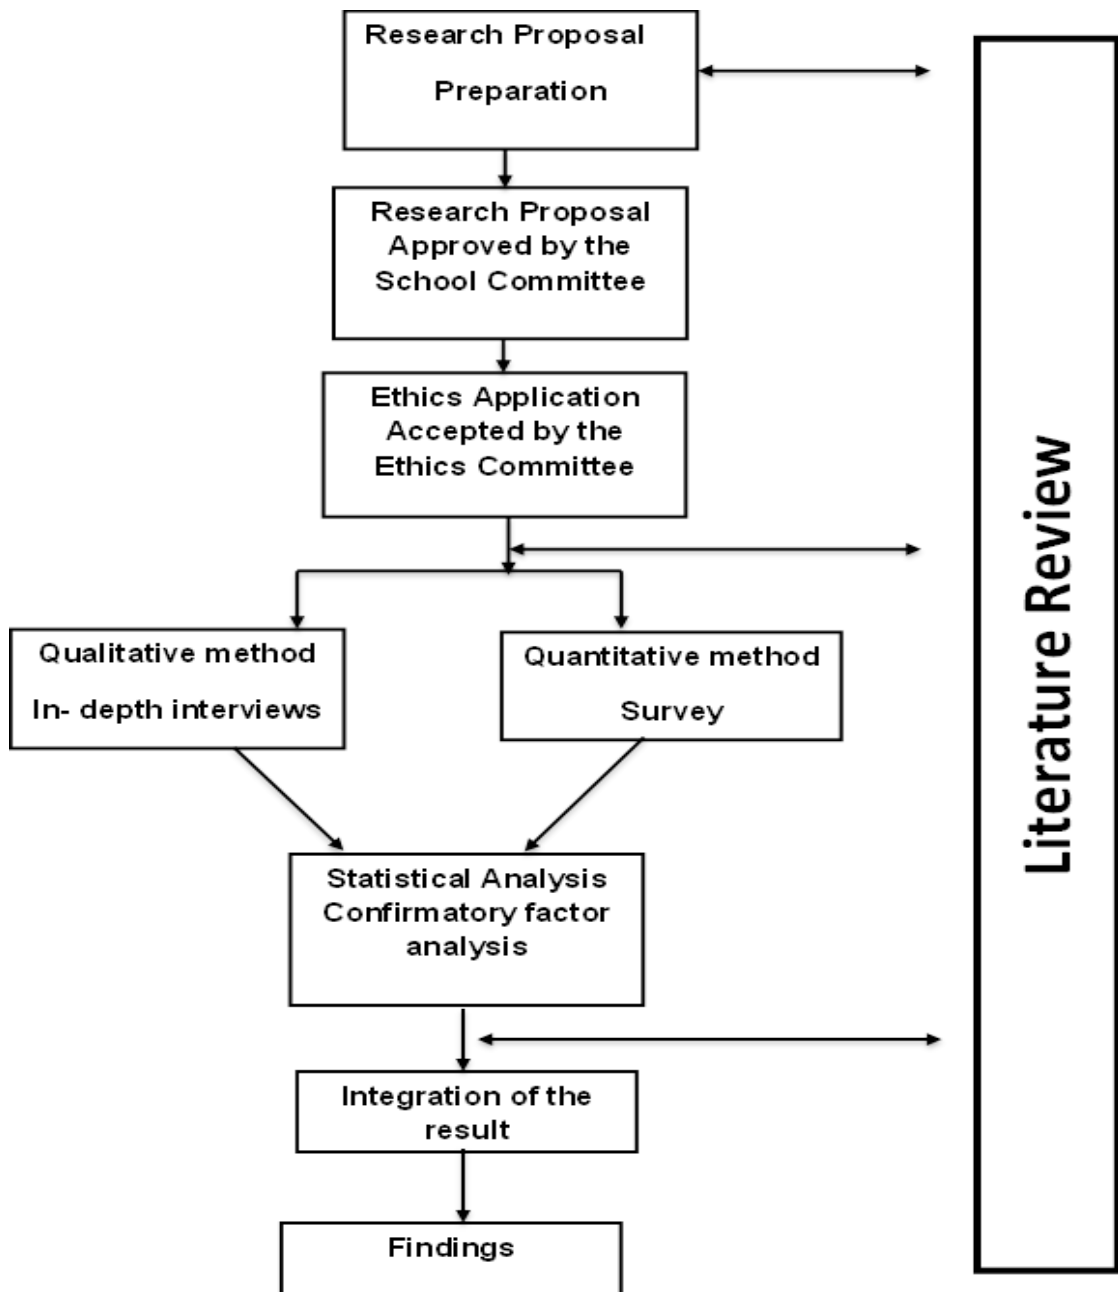 Research Proposal
Preparation
Research Proposal
Approved by the
School Committee
Ethics Application
Accepted by the
Ethics Committee
Qualitative method
In- depth interviews
Quantitative method
Survey
Statistical Analysis
Confirmatory factor
analysis
Integration of the
result
Findings
Literature Review